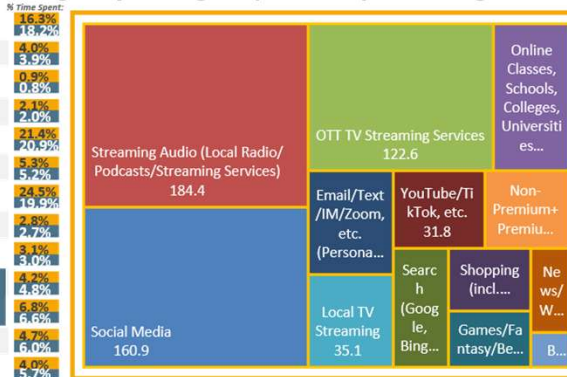 % Time Spent:
16.3%
18.2%
4.0%
3.9%
0.9%
0.8%
2.1%
2.0%
21.4%
20.9%
5.3%
5.2%
24.5%
19.9%
2.8%
2.7%
3.1%
3.0%
4.2%
4.8%
6.8%
6.6%
4.7%
6.0%
4.0%
5.7%
Streaming Audio (Local Radio/
Podcasts/Streaming Services)
184.4
Social Media
160.9
OTT TV Streaming Services
122.6
Online
Classes,
Schools,
Colleges,
Universiti
es...
Email/Text
/IM/Zoom,
etc.
(Persona...
YouTube/Ti
kTok, etc.
31.8
Non-
Premium+
Premiu...
Local TV
Streaming
35.1
Searc
h
(Goog
le,
Bing...
Shopping
(incl....
Ne
ws/
W...
Games/Fa
ntasy/Be...
B...